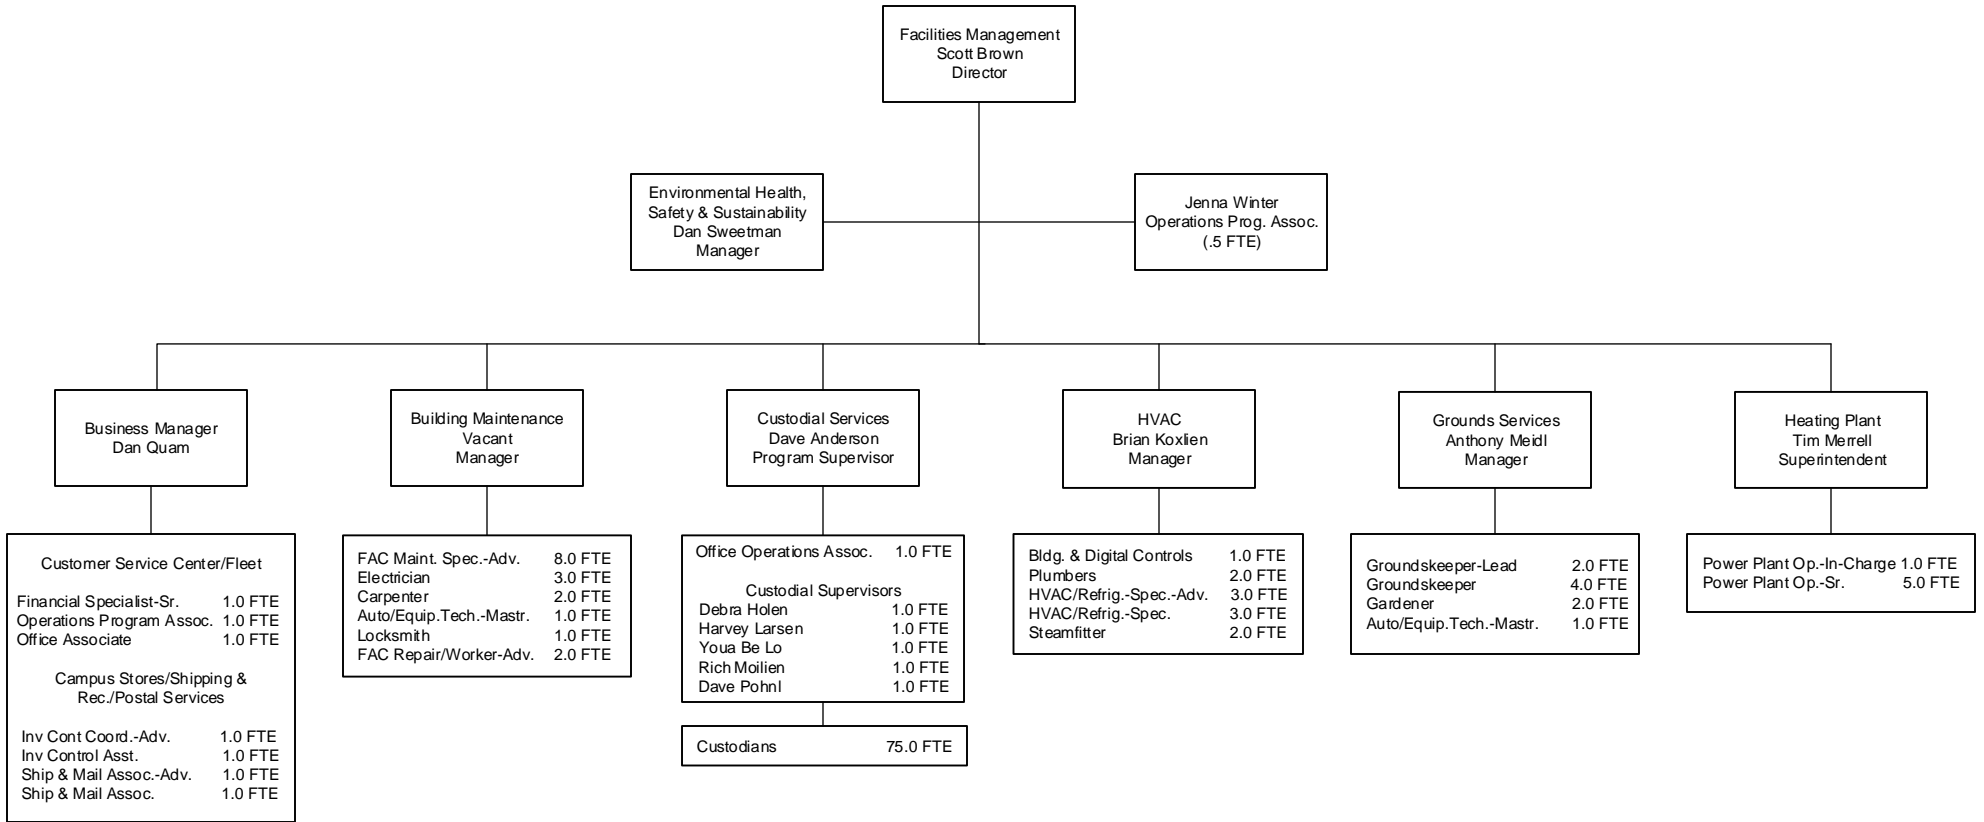 Facilities Management
Scott Brown
Director
Environmental Health,
Safety & Sustainability
Dan Sweetman
Manager
Jenna Winter
Operations Prog. Assoc.
(.5 FTE)
Business Manager
Dan Quam
Building Maintenance
Vacant
Manager
Custodial Services
Dave Anderson
Program Supervisor
HVAC
Brian Koxlien
Manager
Grounds Services
Anthony Meidl
Manager
Heating Plant
Tim Merrell
Superintendent
Customer Service Center/Fleet
Financial Specialist-Sr. 1.0 FTE
Operations Program Assoc. 1.0 FTE
Office Associate 1.0 FTE
Campus Stores/Shipping &
Rec./Postal Services
Inv Cont Coord.-Adv. 1.0 FTE
Inv Control Asst. 1.0 FTE
Ship & Mail Assoc.-Adv. 1.0 FTE
Ship & Mail Assoc. 1.0 FTE
FAC Maint. Spec.-Adv. 8.0 FTE
Electrician 3.0 FTE
Carpenter 2.0 FTE
Auto/Equip.Tech.-Mastr. 1.0 FTE
Locksmith 1.0 FTE
FAC Repair/Worker-Adv. 2.0 FTE
Office Operations Assoc. 1.0 FTE
Custodial Supervisors
Debra Holen 1.0 FTE
Harvey Larsen 1.0 FTE
Youa Be Lo 1.0 FTE
Rich Moilien 1.0 FTE
Dave Pohnl 1.0 FTE
Custodians 75.0 FTE
Bldg. & Digital Controls 1.0 FTE
Plumbers 2.0 FTE
HVAC/Refrig.-Spec.-Adv. 3.0 FTE
HVAC/Refrig.-Spec. 3.0 FTE
Steamfitter 2.0 FTE
Groundskeeper-Lead 2.0 FTE
Groundskeeper 4.0 FTE
Gardener 2.0 FTE
Auto/Equip.Tech.-Mastr. 1.0 FTE
Power Plant Op.-In-Charge 1.0 FTE
Power Plant Op.-Sr. 5.0 FTE